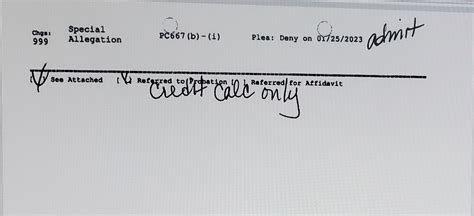 Chgs: Special PC667(b)-(i) Plea: Deny on 01/25/2023 admit
999 Allegation
See Attached [ ] Referred to Probation [ ] Referred for Affidavit
Credit Calc only